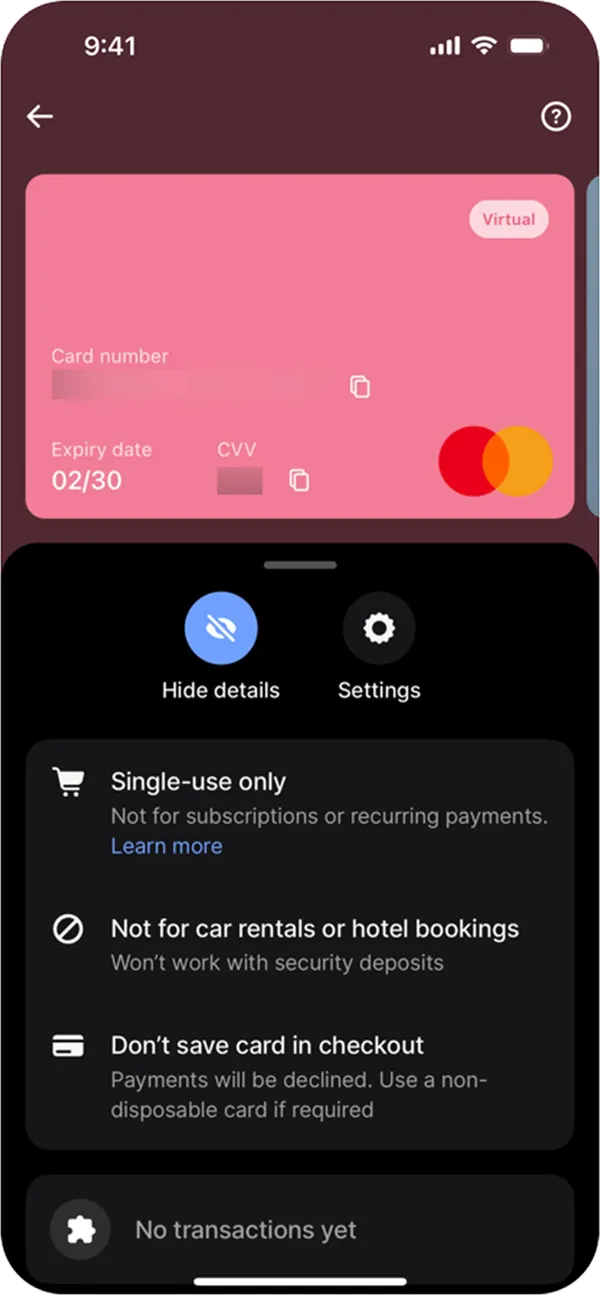 9:41
Virtual
Card number
Expiry date
CVV
02/30
Hide details
Settings
Single-use only
Not for subscriptions or recurring payments.
Learn more
Not for car rentals or hotel bookings
Won’t work with security deposits
Don’t save card in checkout
Payments will be declined. Use a non-
disposable card if required
No transactions yet